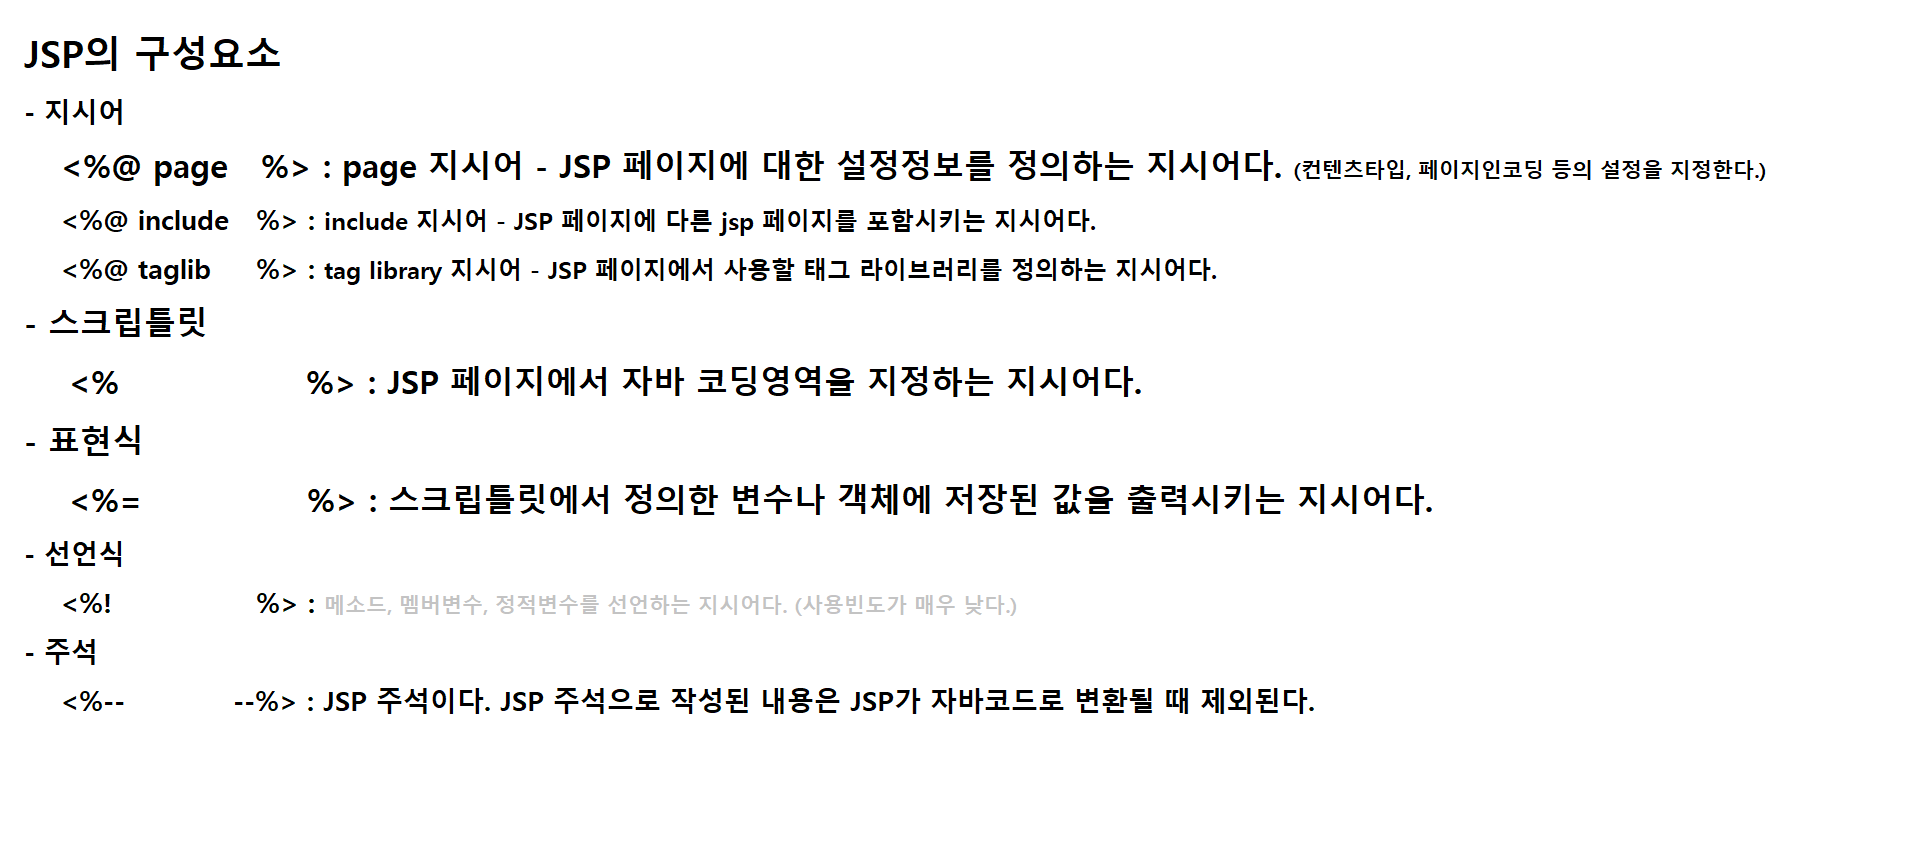 JSP의 구성요소
- 지시어
<%@ page %> : page 지시어 - JSP 페이지에 대한 설정정보를 정의하는 지시어다. (컨텐츠타입, 페이지인코딩 등의 설정을 지정한다.)
<%@ include %> : include 지시어 - JSP 페이지에 다른 jsp 페이지를 포함시키는 지시어다.
<%@ taglib %> : tag library 지시어 - JSP 페이지에서 사용할 태그 라이브러리를 정의하는 지시어다.
- 스크립틀릿
<% %> : JSP 페이지에서 자바 코딩영역을 지정하는 지시어다.
- 표현식
<%= %> : 스크립틀릿에서 정의한 변수나 객체에 저장된 값을 출력시키는 지시어다.
- 선언식
<%! %> : 메소드, 멤버변수, 정적변수를 선언하는 지시어다. (사용빈도가 매우 낮다.)
- 주석
<%-- --%> : JSP 주석이다. JSP 주석으로 작성된 내용은 JSP가 자바코드로 변환될 때 제외된다.